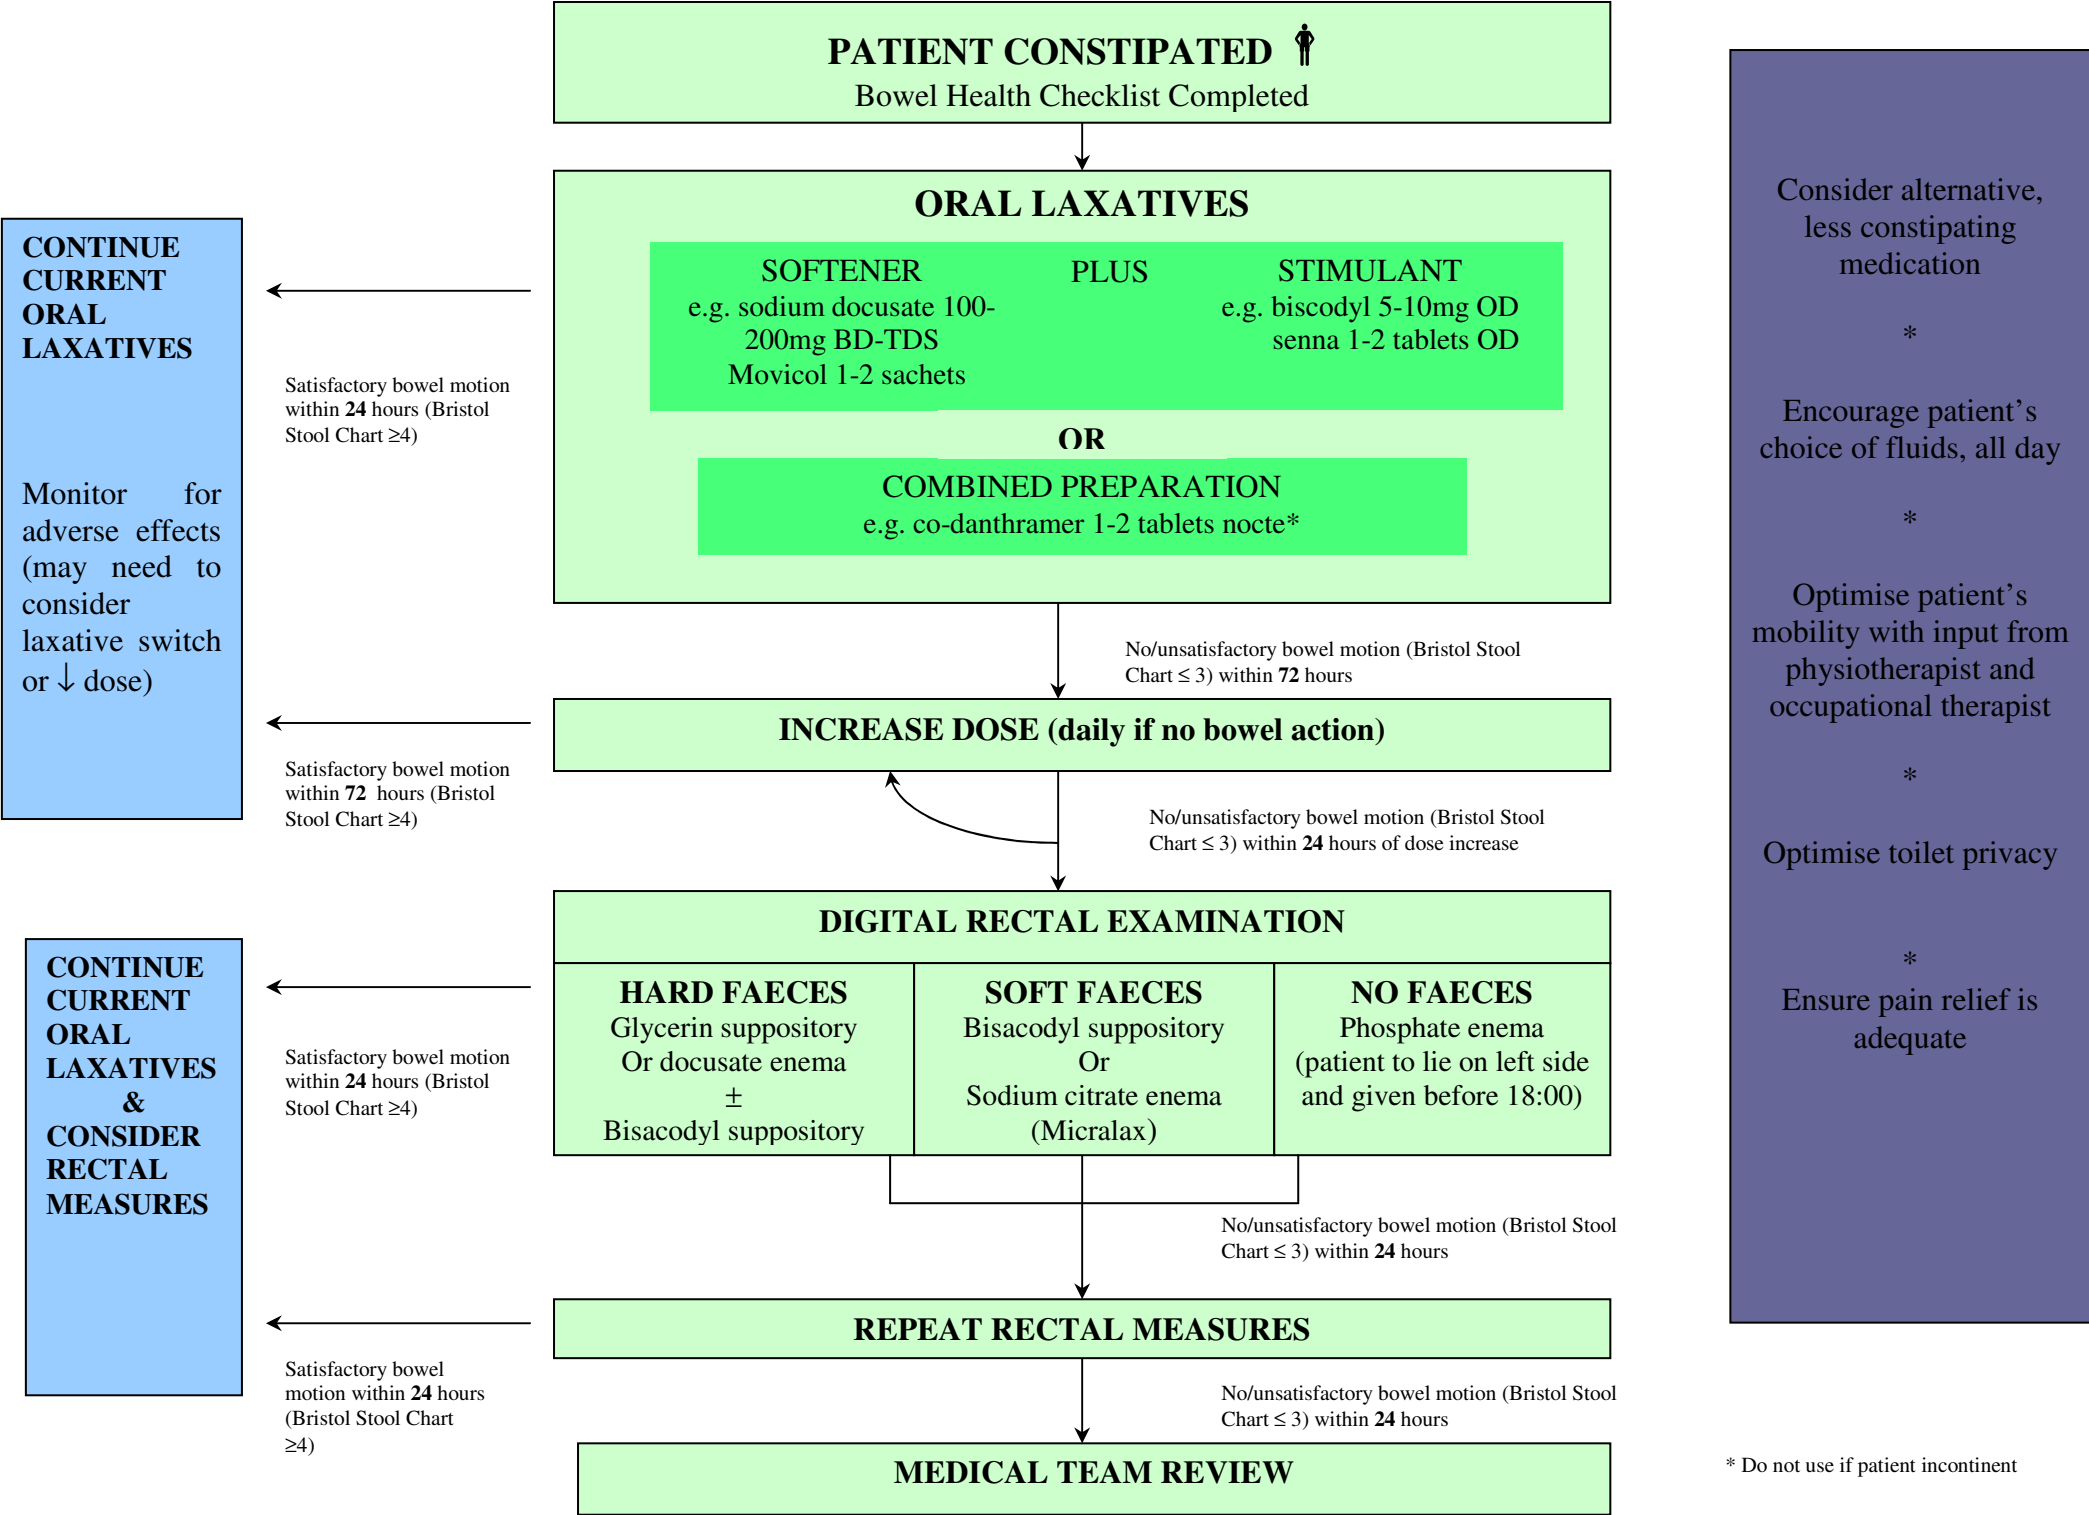 PATIENT CONSTIPATED
Bowel Health Checklist Completed
ORAL LAXATIVES
SOFTENER
e.g. sodium docusate 100-
200mg BD-TDS
Movicol 1-2 sachets
PLUS
STIMULANT
e.g. biscodyl 5-10mg OD
senna 1-2 tablets OD
OR
COMBINED PREPARATION
e.g. co-danthramer 1-2 tablets nocte*
CONTINUE
CURRENT
ORAL
LAXATIVES
Monitor for
adverse effects
(may need to
consider
laxative switch
or ↓ dose)
Satisfactory bowel motion
within 24 hours (Bristol
Stool Chart ≥4)
No/unsatisfactory bowel motion (Bristol Stool
Chart ≤ 3) within 72 hours
INCREASE DOSE (daily if no bowel action)
Satisfactory bowel motion
within 72 hours (Bristol
Stool Chart ≥4)
No/unsatisfactory bowel motion (Bristol Stool
Chart ≤ 3) within 24 hours of dose increase
DIGITAL RECTAL EXAMINATION
HARD FAECES
Glycerin suppository
Or docusate enema
±
Bisacodyl suppository
SOFT FAECES
Bisacodyl suppository
Or
Sodium citrate enema
(Micralax)
NO FAECES
Phosphate enema
(patient to lie on left side
and given before 18:00)
CONTINUE
CURRENT
ORAL
LAXATIVES
&
CONSIDER
RECTAL
MEASURES
Satisfactory bowel motion
within 24 hours (Bristol
Stool Chart ≥4)
No/unsatisfactory bowel motion (Bristol Stool
Chart ≤ 3) within 24 hours
REPEAT RECTAL MEASURES
Satisfactory bowel
motion within 24 hours
(Bristol Stool Chart
≥4)
No/unsatisfactory bowel motion (Bristol Stool
Chart ≤ 3) within 24 hours
MEDICAL TEAM REVIEW
Consider alternative,
less constipating
medication
*
Encourage patient’s
choice of fluids, all day
*
Optimise patient’s
mobility with input from
physiotherapist and
occupational therapist
*
Optimise toilet privacy
*
Ensure pain relief is
adequate
* Do not use if patient incontinent